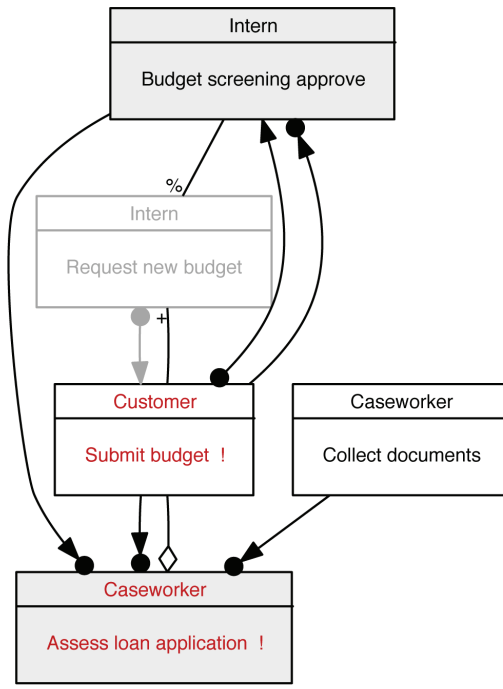 Intern
Budget screening approve
%
Intern
Request new budget
+
Customer
Submit budget !
Caseworker
Collect documents
Caseworker
Assess loan application !